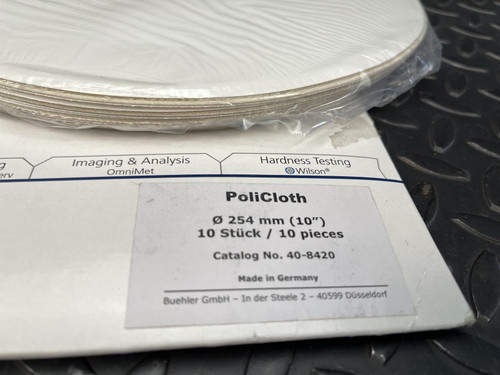 Imaging & Analysis
OmniMet
Hardness Testing
Wilson®
PoliCloth
Ø 254 mm (10")
10 Stück / 10 pieces
Catalog No. 40-8420
Made in Germany
Buehler GmbH – In der Steele 2 – 40599 Düsseldorf